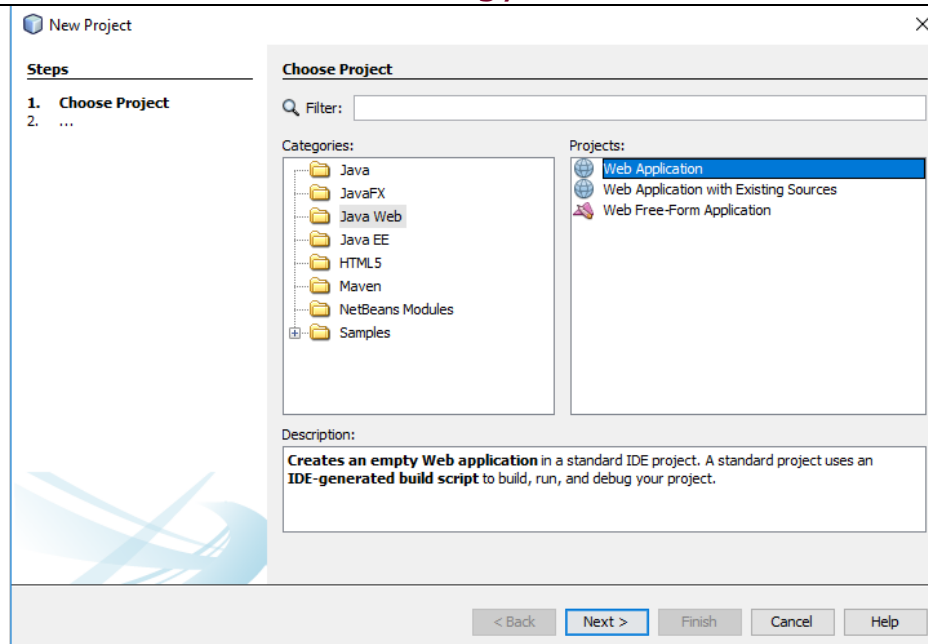 New Project
Steps
1. Choose Project
2. ...
Choose Project
Filter:
Categories:
Java
JavaFX
Java Web
Java EE
HTML5
Maven
NetBeans Modules
Samples
Projects:
Web Application
Web Application with Existing Sources
Web Free-Form Application
Description:
Creates an empty Web application in a standard IDE project. A standard project uses an
IDE-generated build script to build, run, and debug your project.
< Back
Next >
Finish
Cancel
Help